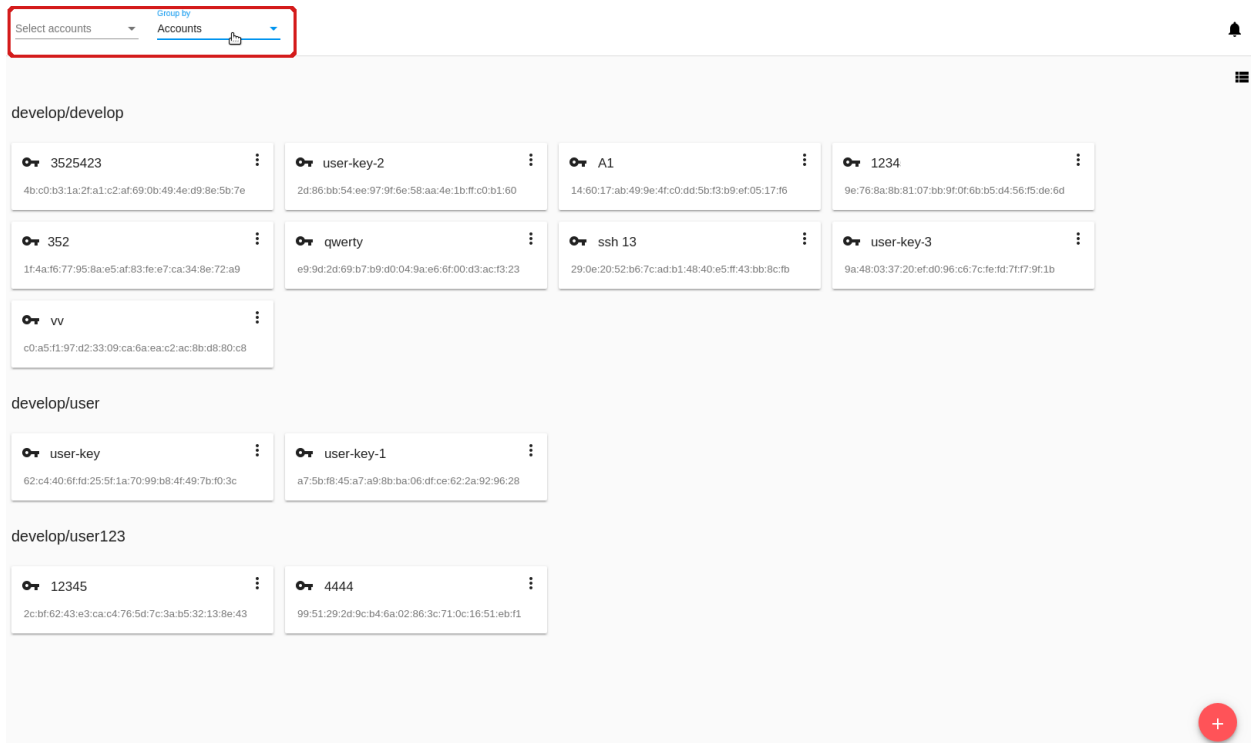 Group by
Select accounts Accounts
develop/develop
3525423 user-key-2 A1 1234
4b:c0:b3:1a:2f:a1:c2:af:69:0b:49:4e:d9:8e:5b:7e 2d:86:bb:54:ee:97:9f:6e:58:aa:4e:1b:ff:c0:b1:60 14:60:17:ab:49:9e:4f:c0:dd:5b:f3:b9:ef:05:17:f6 9e:76:8a:8b:81:07:bb:9f:0f:6b:b5:d4:56:f5:de:6d
352 qwerty ssh 13 user-key-3
1f:4a:f6:77:95:8a:e5:af:83:fe:e7:ca:34:8e:72:a9 e9:9d:2d:69:b7:b9:d0:04:9a:e6:6f:00:d3:ac:f3:23 29:0e:20:52:b6:7c:ad:b1:48:40:e5:ff:43:bb:8c:fb 9a:48:03:37:20:ef:d0:96:c6:7c:fe:fd:7f:f7:9f:1b
vv
c0:a5:f1:97:d2:33:09:ca:6a:ea:c2:ac:8b:d8:80:c8
develop/user
user-key user-key-1
62:c4:40:6f:fd:25:5f:1a:70:99:b8:4f:49:7b:f0:3c a7:5b:f8:45:a7:a9:8b:ba:06:df:ce:62:2a:92:96:28
develop/user123
12345 4444
2c:bf:62:43:e3:ca:c4:76:5d:7c:3a:b5:32:13:8e:43 99:51:29:2d:9c:b4:6a:02:86:3c:71:0c:16:51:eb:f1